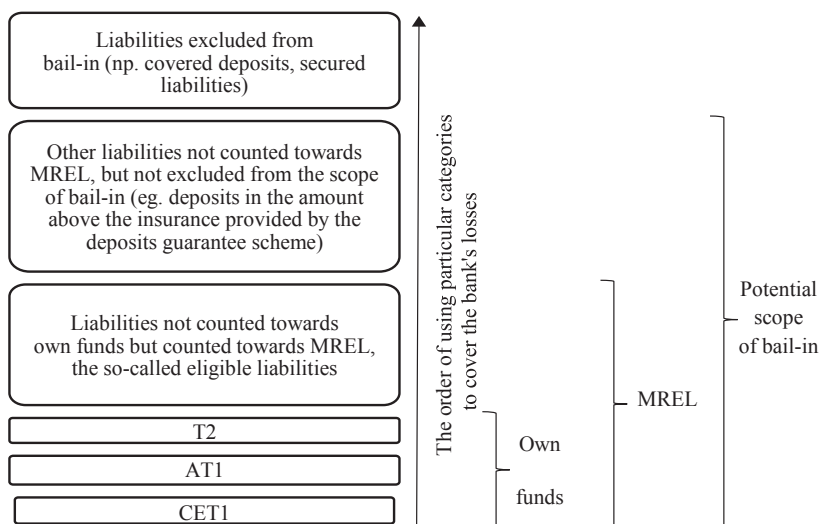 Liabilities excluded from
bail-in (np. covered deposits, secured
liabilities)
Other liabilities not counted towards
MREL, but not excluded from the scope
of bail-in (eg. deposits in the amount
above the insurance provided by the
deposits guarantee scheme)
Liabilities not counted towards
own funds but counted towards MREL,
the so-called eligible liabilities
T2
AT1
CET1
The order of using particular categories
to cover the bank's losses
Own
funds
MREL
Potential
scope
of bail-in